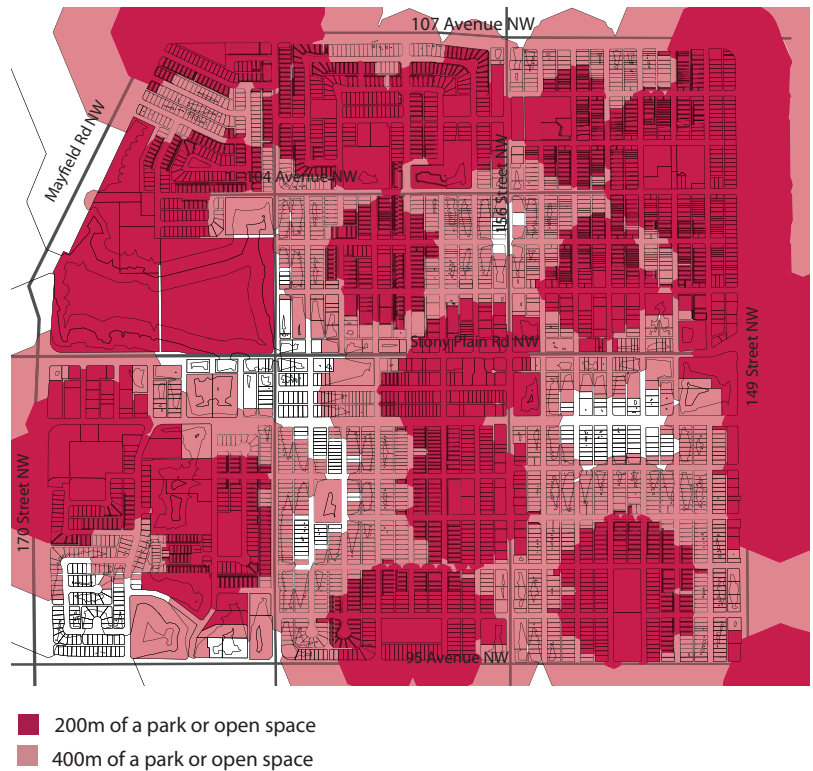 107 Avenue NW
Mayfield Rd NW
104 Avenue NW
156 Street NW
Stony Plain Rd NW
149 Street NW
170 Street NW
95 Avenue NW
200m of a park or open space
400m of a park or open space